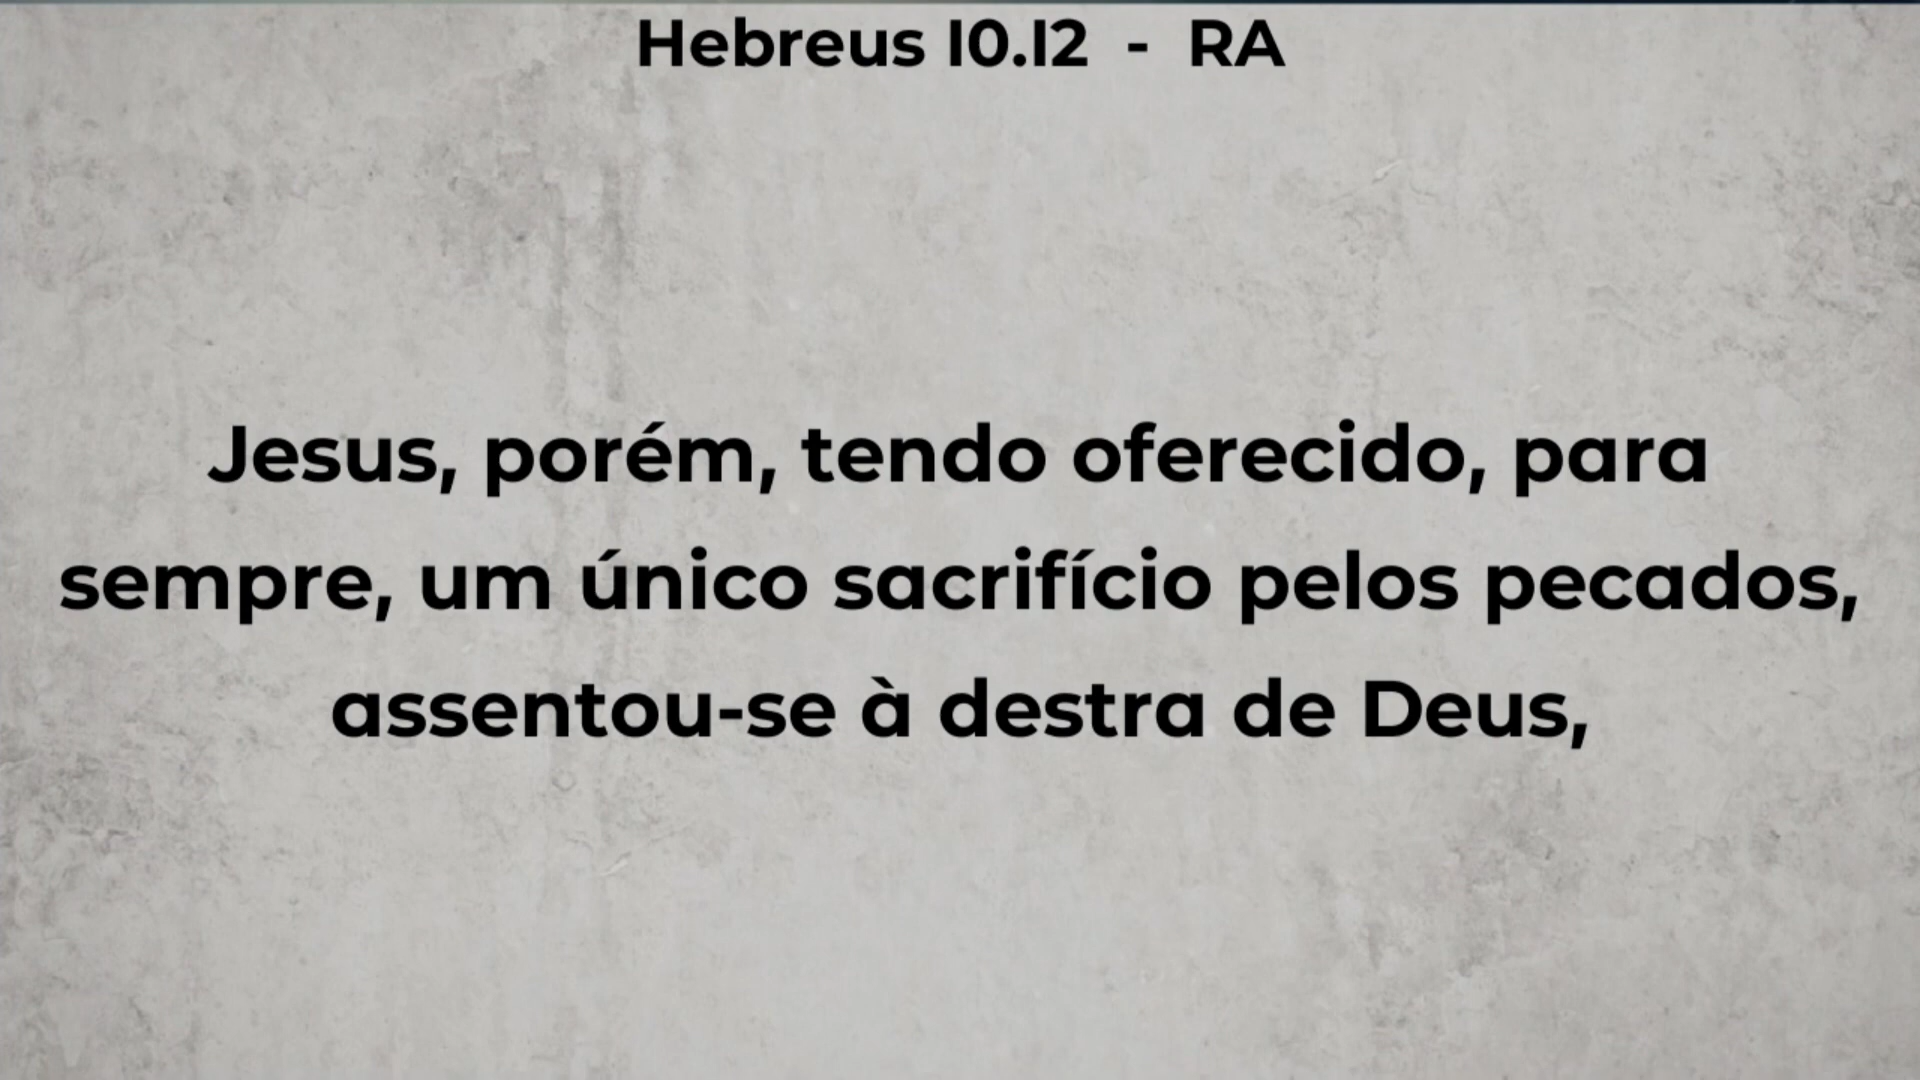 Hebreus 10.12 - RA
Jesus, porém, tendo oferecido, para
sempre, um único sacrifício pelos pecados,
assentou-se à destra de Deus,